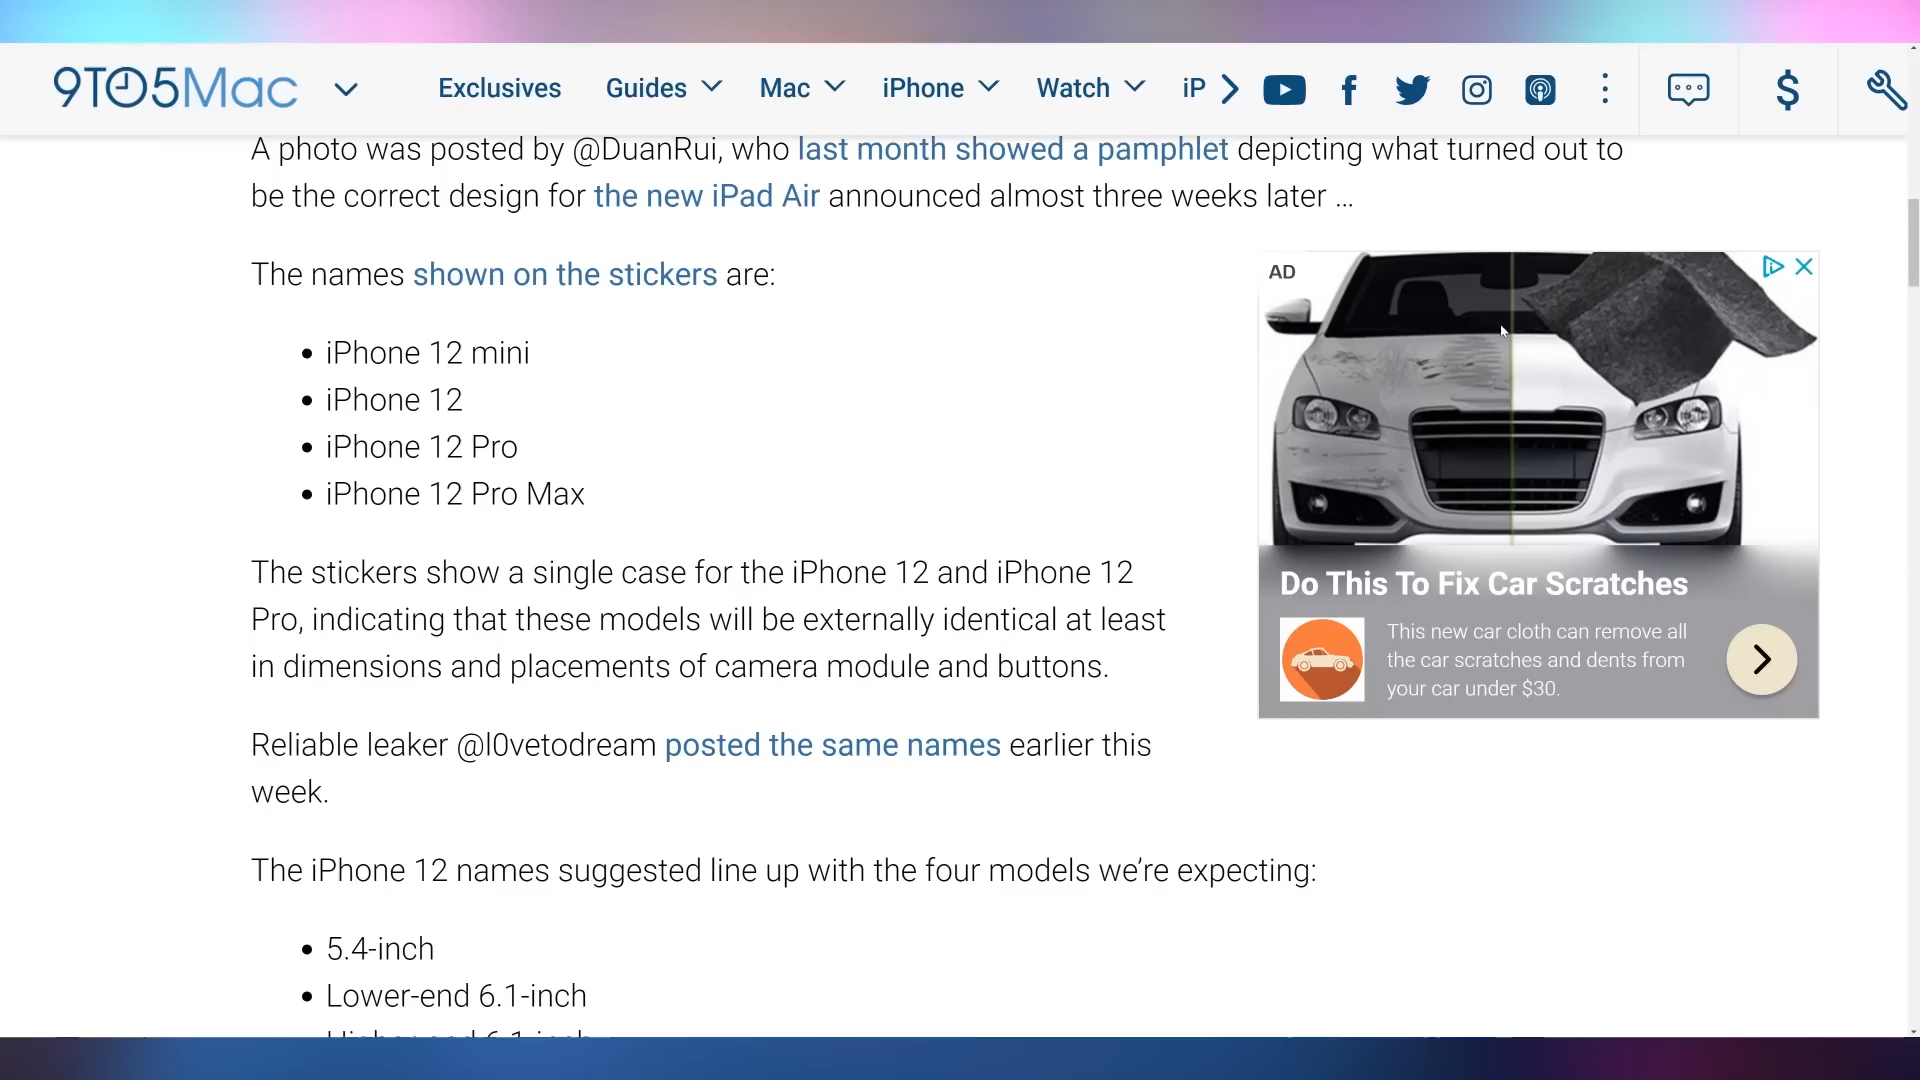 9TO5Mac
Exclusives Guides Mac iPhone Watch iP
A photo was posted by @DuanRui, who last month showed a pamphlet depicting what turned out to
be the correct design for the new iPad Air announced almost three weeks later ...
The names shown on the stickers are:
• iPhone 12 mini
• iPhone 12
• iPhone 12 Pro
• iPhone 12 Pro Max
The stickers show a single case for the iPhone 12 and iPhone 12
Pro, indicating that these models will be externally identical at least
in dimensions and placements of camera module and buttons.
AD
Do This To Fix Car Scratches
This new car cloth can remove all
the car scratches and dents from
your car under $30.
Reliable leaker @l0vetodream posted the same names earlier this
week.
The iPhone 12 names suggested line up with the four models we’re expecting:
• 5.4-inch
• Lower-end 6.1-inch
Higher-end 6.1-inch